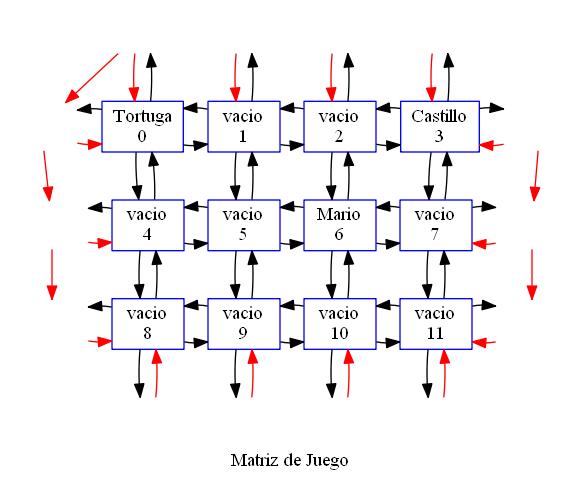 Tortuga
0
vacio
1
vacio
2
Castillo
3
vacio
4
vacio
5
Mario
6
vacio
7
vacio
8
vacio
9
vacio
10
vacio
11
Matriz de Juego